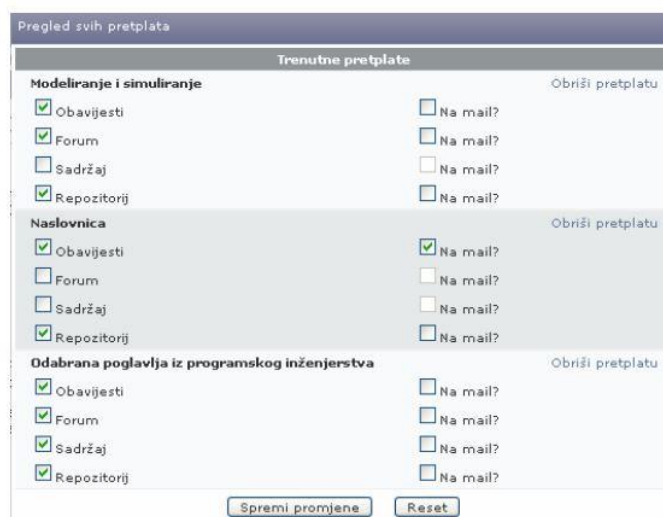 Pregled svih pretplata
Trenutne pretplate
Modeliranje i simuliranje Obriši pretplatu
Obavijesti Na mail?
Forum Na mail?
Sadržaj Na mail?
Repozitorij Na mail?
Naslovnica Obriši pretplatu
Obavijesti Na mail?
Forum Na mail?
Sadržaj Na mail?
Repozitorij Na mail?
Odabrana poglavlja iz programskog inženjerstva Obriši pretplatu
Obavijesti Na mail?
Forum Na mail?
Sadržaj Na mail?
Repozitorij Na mail?
Spremi promjene Reset